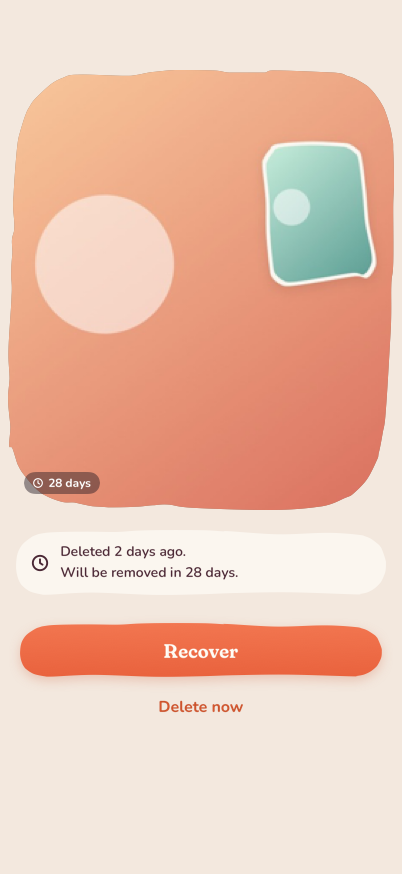 28 days
Deleted 2 days ago.
Will be removed in 28 days.
Recover
Delete now